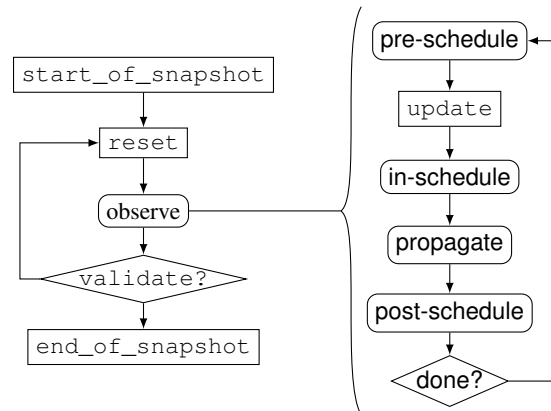 start_of_snapshot
reset
observe
validate?
end_of_snapshot
pre-schedule
update
in-schedule
propagate
post-schedule
done?